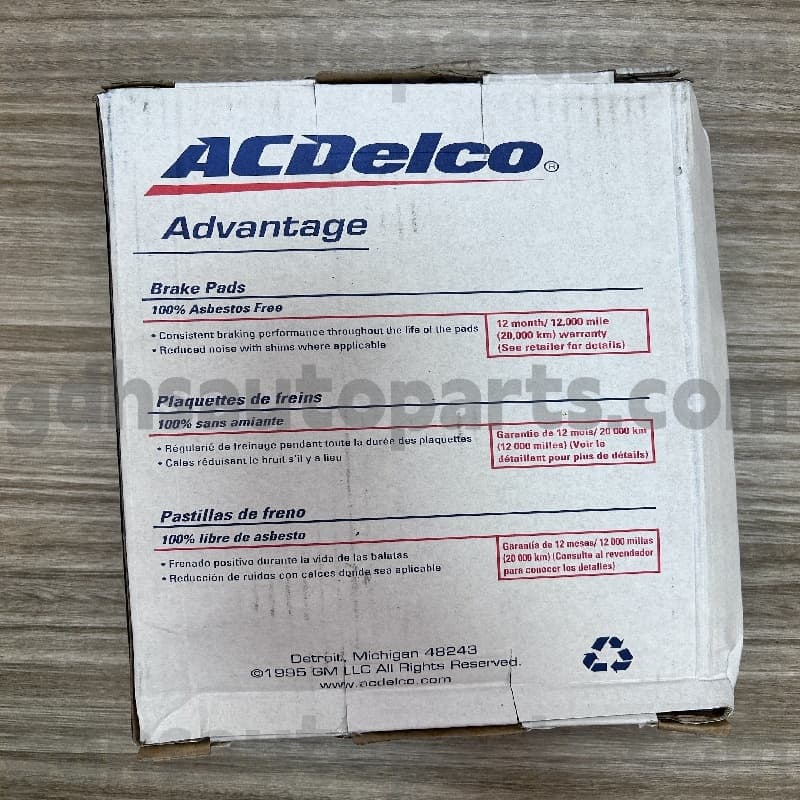 gdhsautoparts.com
ACDelco®
Advantage
Brake Pads
100% Asbestos Free
• Consistent braking performance throughout the life of the pads
• Reduced noise with shims where applicable
12 month/ 12,000 mile
(20,000 km) warranty
(See retailer for details)
gdhsautoparts.com
Plaquettes de freins
100% sans amiante
• Régularié de freinage pendant toute la durée des plaquettes
• Cales réduisant le bruit s'il y a lieu
Garantie de 12 mois/ 20 000 km
(12 000 milles) (Voir le
détaillant pour plus de détails)
Pastillas de freno
100% libre de asbesto
• Frenado positivo durante la vida de las balatas
• Reducción de ruidos con calces donde sea aplicable
Garantía de 12 meses/ 12 000 millas
(20 000 km) (Consulte al revendedor
para conocer los detalles)
Detroit, Michigan 48243
©1995 GM LLC All Rights Reserved.
www.acdelco.com